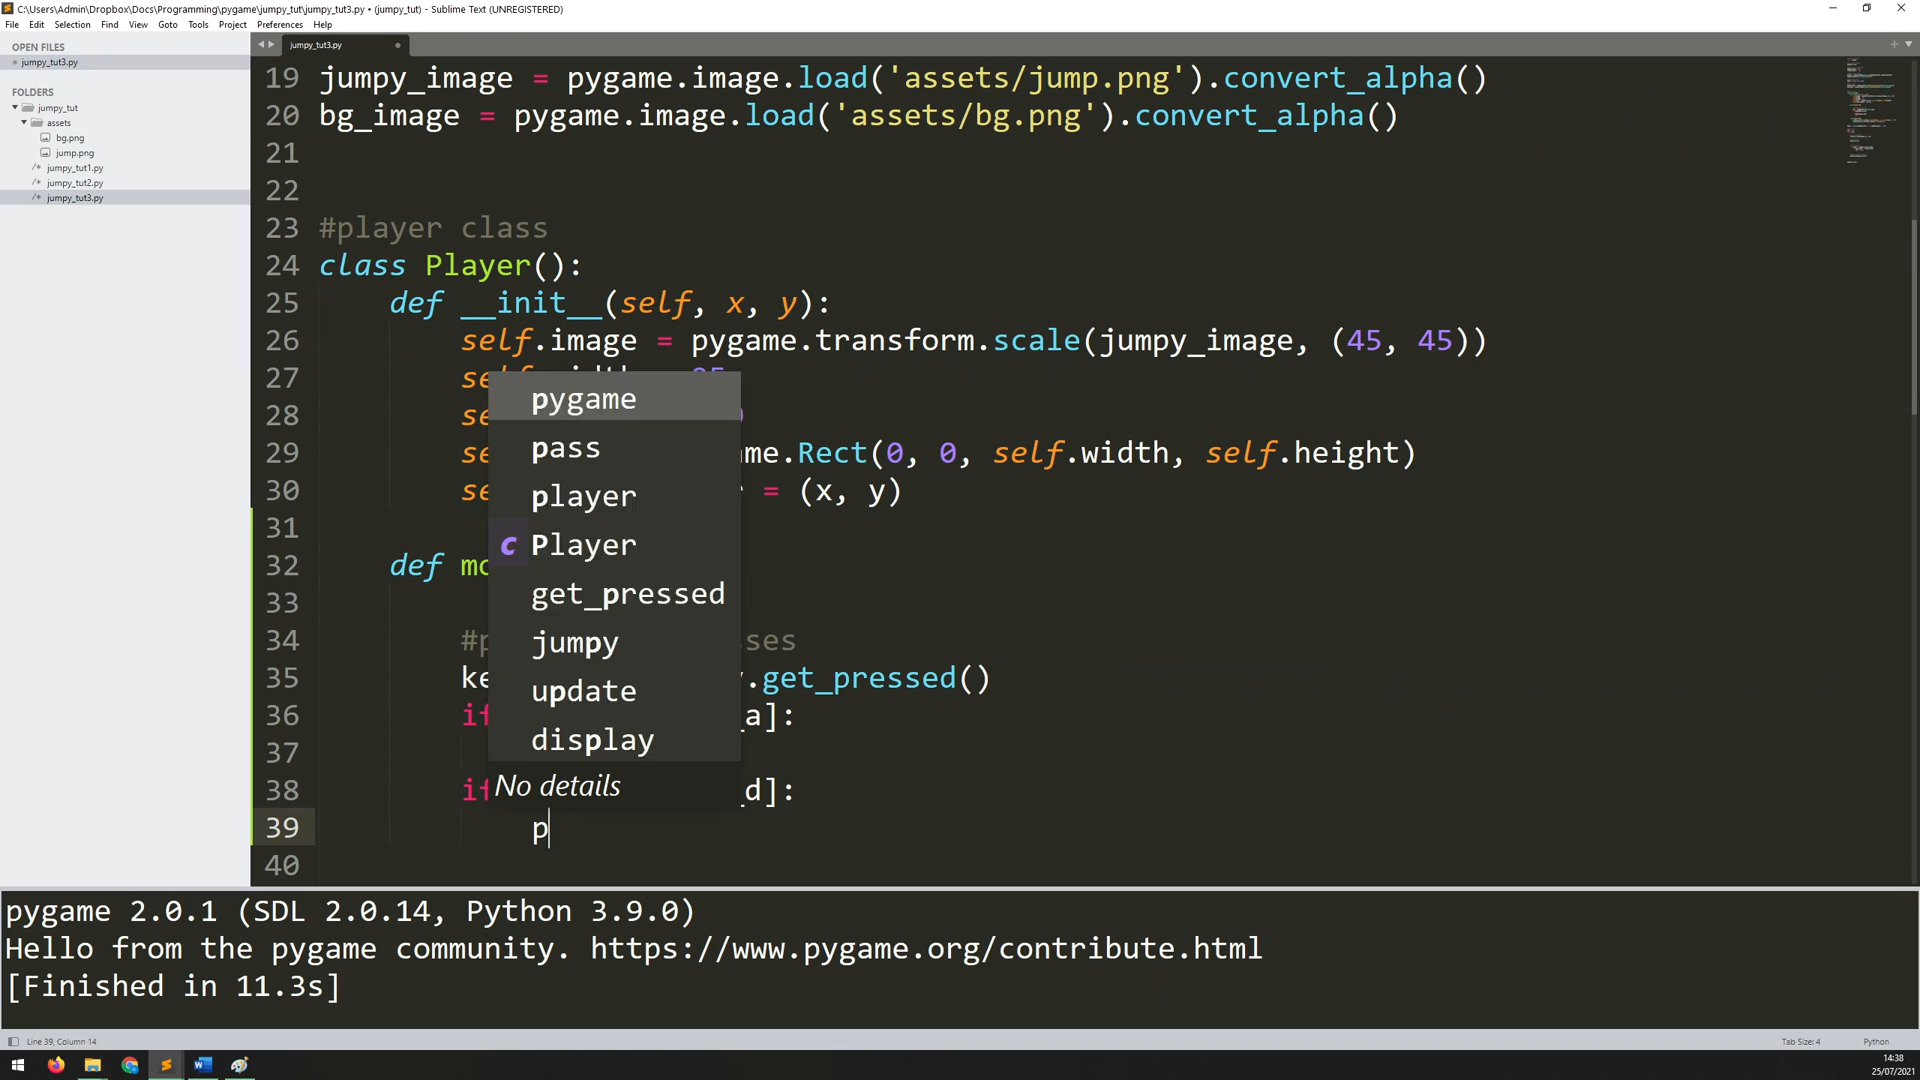 C:\Users\Admin\Dropbox\Docs\Programming\pygame\jumpy_tut\jumpy_tut3.py • (jumpy_tut) - Sublime Text (UNREGISTERED)
File Edit Selection Find View Goto Tools Project Preferences Help
OPEN FILES
jumpy_tut3.py
FOLDERS
jumpy_tut
assets
bg.png
jump.png
/* jumpy_tut1.py
/* jumpy_tut2.py
/* jumpy_tut3.py
jumpy_tut3.py
19 jumpy_image = pygame.image.load('assets/jump.png').convert_alpha()
20 bg_image = pygame.image.load('assets/bg.png').convert_alpha()
21
22
23 #player class
24 class Player():
25 def __init__(self, x, y):
26 self.image = pygame.transform.scale(jumpy_image, (45, 45))
27 se
28 se
29 se me.Rect(0, 0, self.width, self.height)
30 se = (x, y)
31
32 def mo
33
34 #p ses
35 ke .get_pressed()
36 if _a]:
37
38 if _d]:
39 p
40
pygame
pass
player
c Player
get_pressed
jumpy
update
display
No details
pygame 2.0.1 (SDL 2.0.14, Python 3.9.0)
Hello from the pygame community. https://www.pygame.org/contribute.html
[Finished in 11.3s]
Line 39, Column 14
Tab Size: 4
Python
14:38
25/07/2021